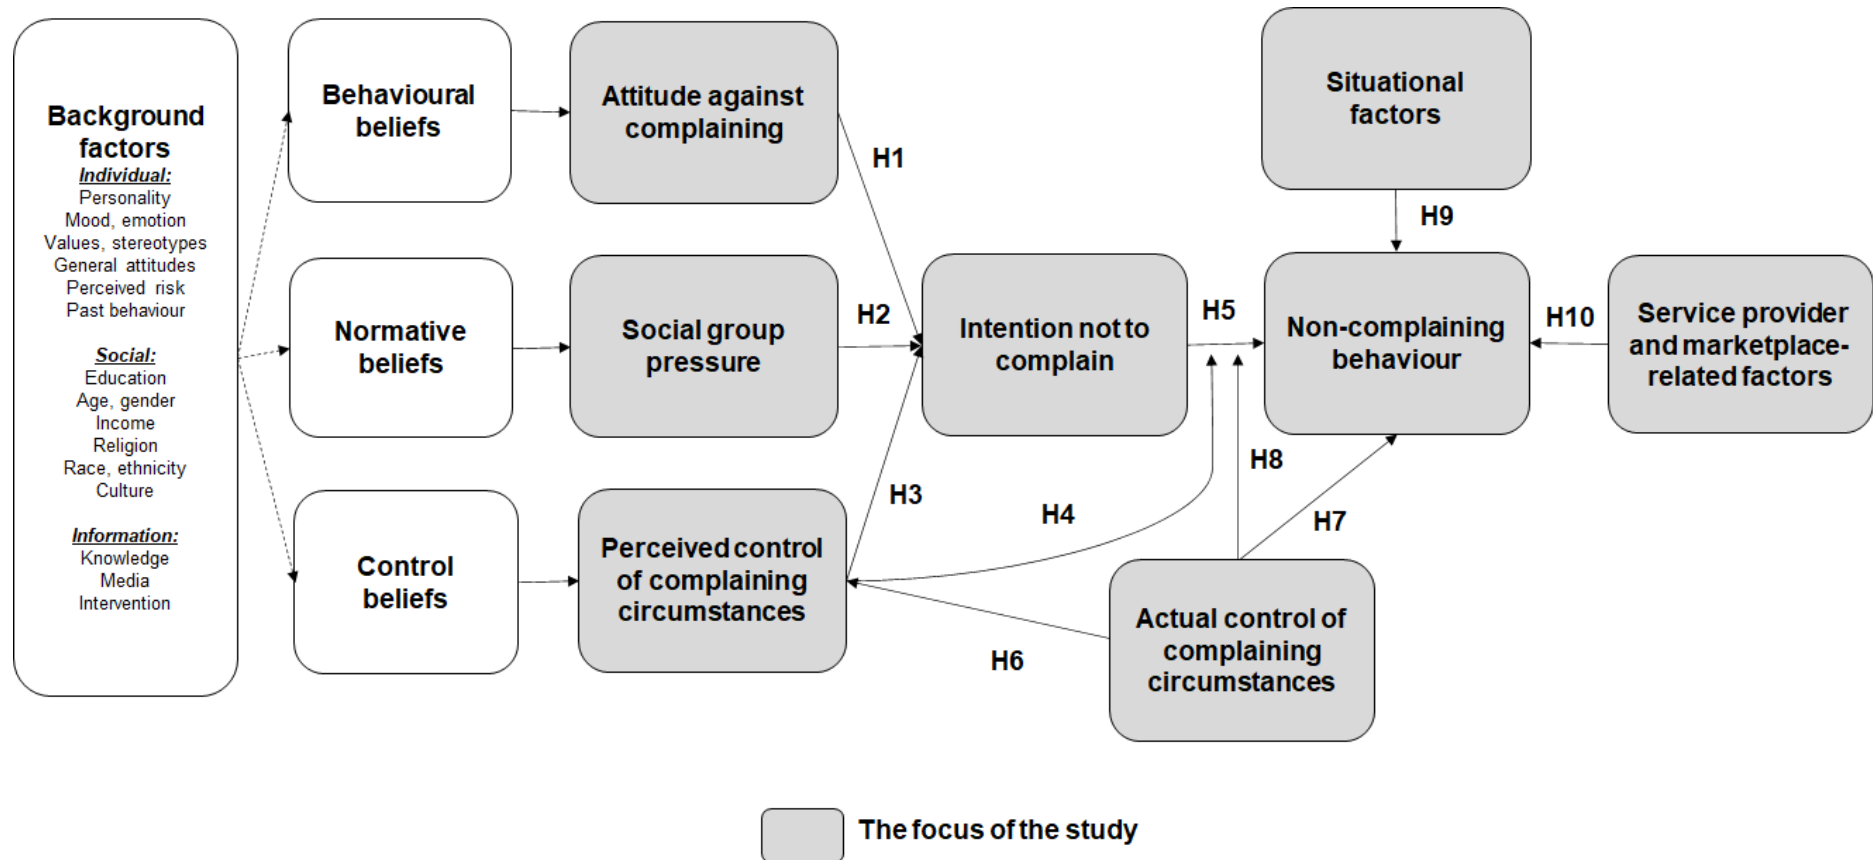 Background
factors
Individual:
Personality
Mood, emotion
Values, stereotypes
General attitudes
Perceived risk
Past behaviour
Social:
Education
Age, gender
Income
Religion
Race, ethnicity
Culture
Information:
Knowledge
Media
Intervention
Behavioural
beliefs
Normative
beliefs
Control
beliefs
Attitude against
complaining
Social group
pressure
Perceived control
of complaining
circumstances
H1
H2
H3
Intention not to
complain
H4
H5
H6
Actual control of
complaining
circumstances
H7
H8
Situational
factors
H9
Non-complaining
behaviour
H10
Service provider
and marketplace-
related factors
The focus of the study